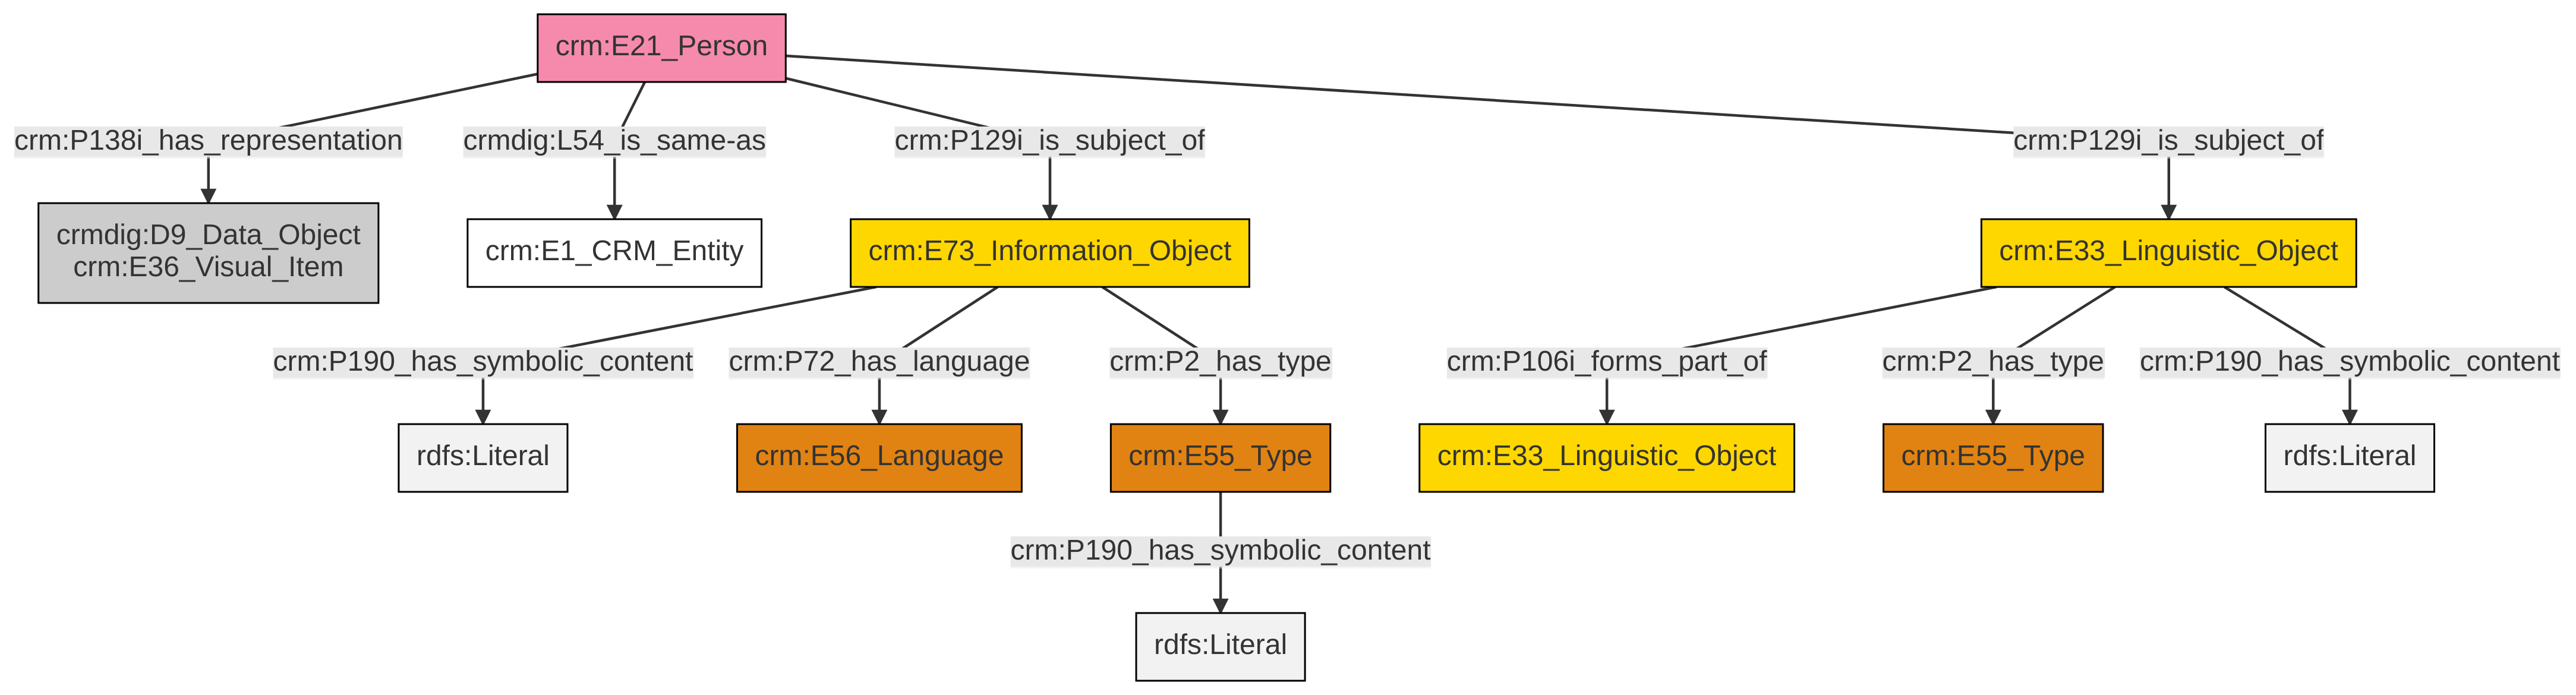 crm:E21_Person
crm:P138i_has_representation
crmdig:L54_is_same-as
crm:P129i_is_subject_of
crm:P129i_is_subject_of
crmdig:D9_Data_Object
crm:E36_Visual_Item
crm:E1_CRM_Entity
crm:E73_Information_Object
crm:E33_Linguistic_Object
crm:P190_has_symbolic_content
crm:P72_has_language
crm:P2_has_type
crm:P106i_forms_part_of
crm:P2_has_type
crm:P190_has_symbolic_content
rdfs:Literal
crm:E56_Language
crm:E55_Type
crm:E33_Linguistic_Object
crm:E55_Type
rdfs:Literal
crm:P190_has_symbolic_content
rdfs:Literal